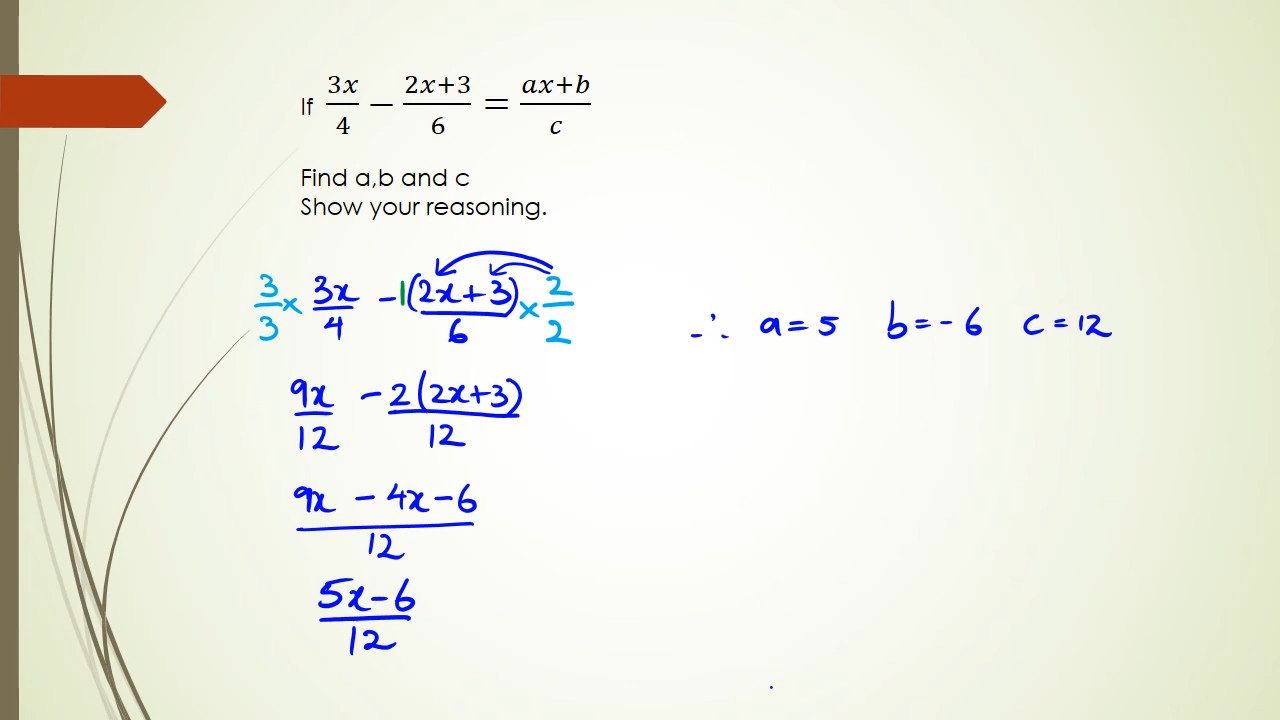 If 3x/4 − 2x+3/6 = ax+b/c
Find a,b and c
Show your reasoning.
3/3 × 3x/4 -1(2x+3)/6 × 2/2
∴ a = 5 b = -6 c = 12
9x/12 - 2(2x+3)/12
9x - 4x - 6/12
5x-6/12